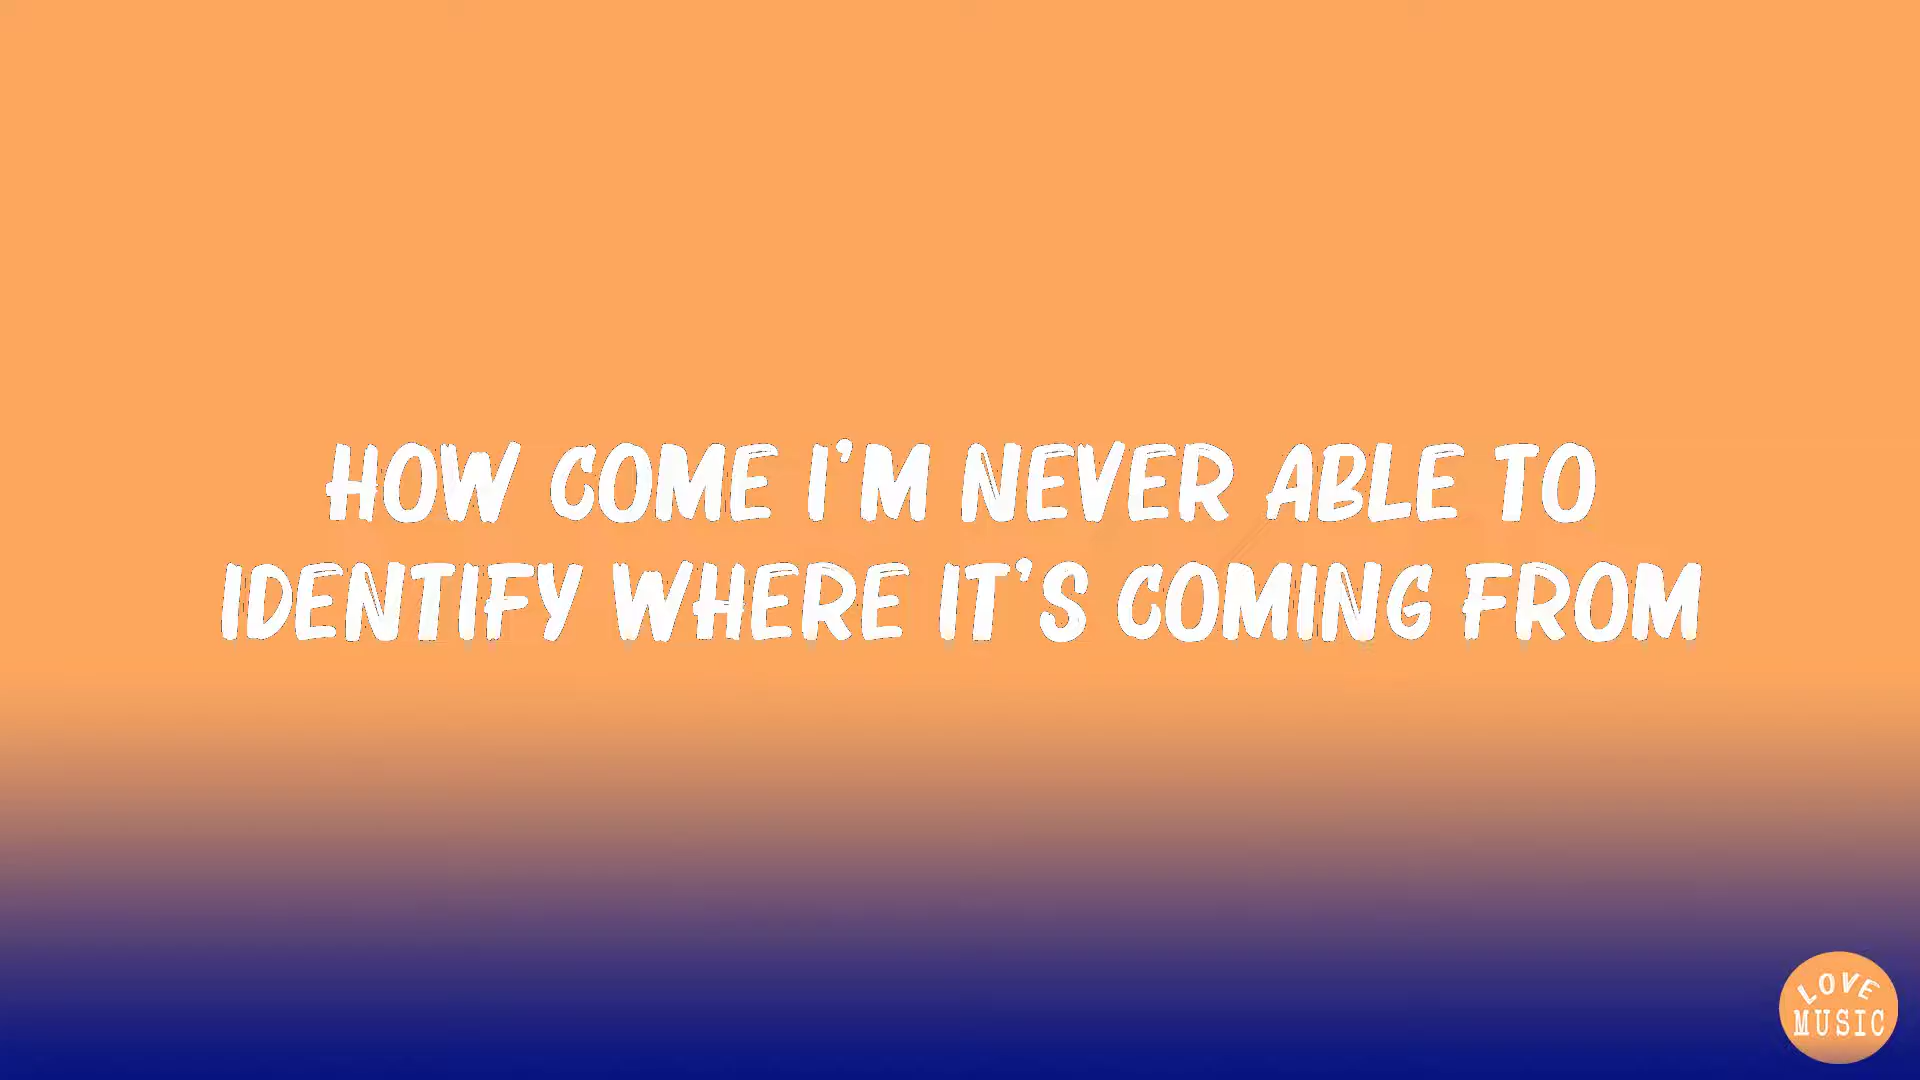 HOW COME I'M NEVER ABLE TO
IDENTIFY WHERE IT'S COMING FROM
LOVE
MUSIC